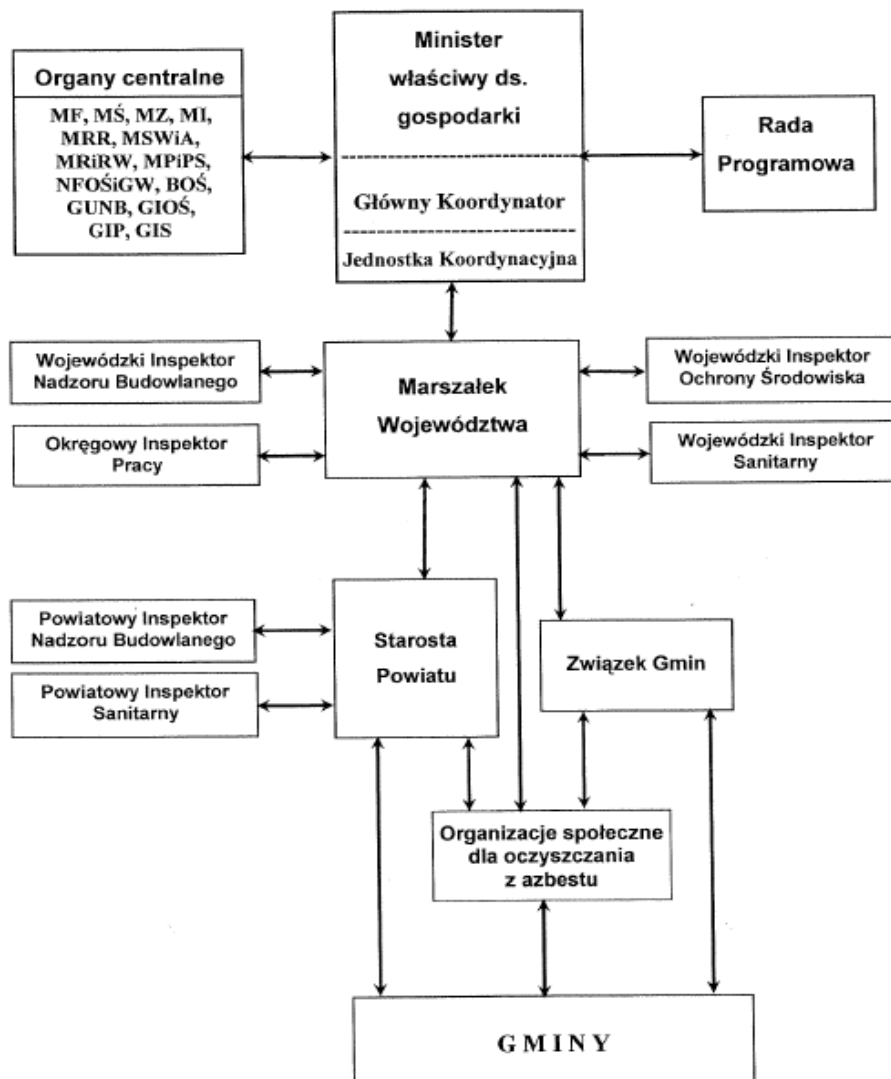 Organy centralne
MF, MŚ, MZ, MI,
MRR, MSWiA,
MRiRW, MPiPS,
NFOŚiGW, BOŚ,
GUNB, GIOŚ,
GIP, GIS
Minister
właściwy ds.
gospodarki
Główny Koordynator
Jednostka Koordynacyjna
Rada
Programowa
Wojewódzki Inspektor
Nadzoru Budowlanego
Okręgowy Inspektor
Pracy
Marszałek
Województwa
Wojewódzki Inspektor
Ochrony Środowiska
Wojewódzki Inspektor
Sanitarny
Powiatowy Inspektor
Nadzoru Budowlanego
Powiatowy Inspektor
Sanitarny
Starosta
Powiatu
Związek Gmin
Organizacje społeczne
dla oczyszczania
z azbestu
GMINY